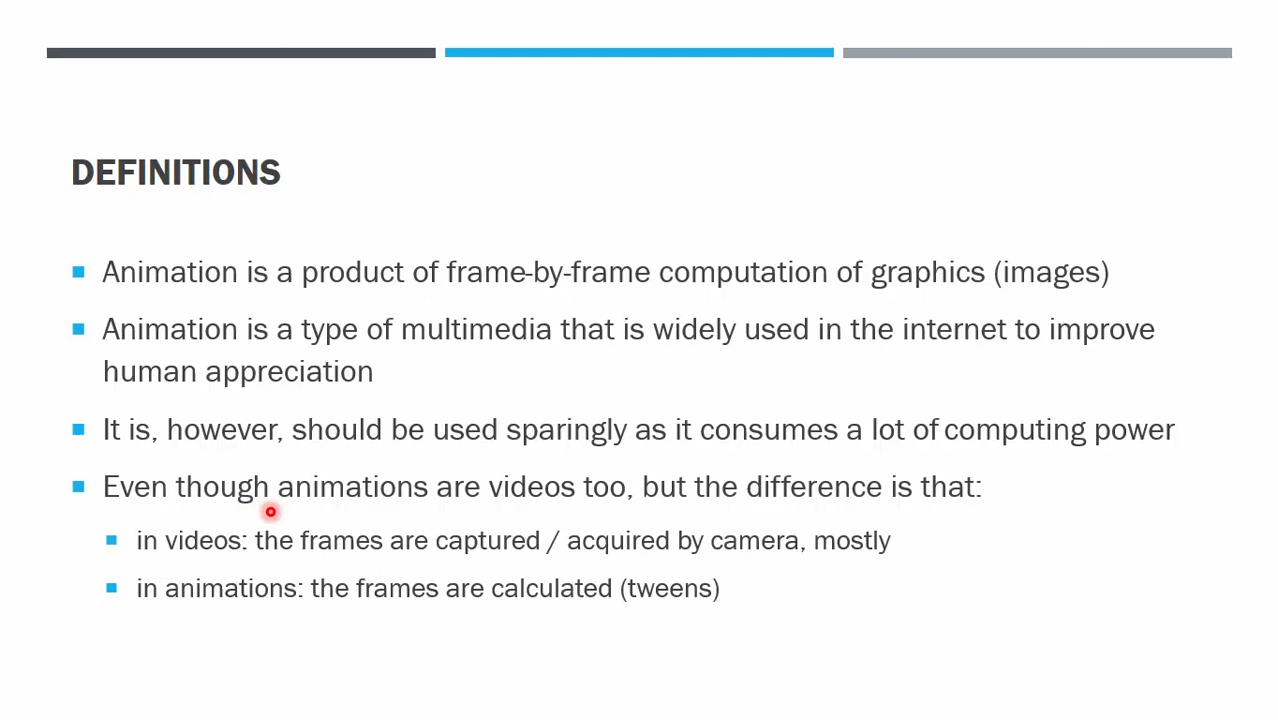 DEFINITIONS
Animation is a product of frame-by-frame computation of graphics (images)
Animation is a type of multimedia that is widely used in the internet to improve
human appreciation
It is, however, should be used sparingly as it consumes a lot of computing power
Even though animations are videos too, but the difference is that:
in videos: the frames are captured / acquired by camera, mostly
in animations: the frames are calculated (tweens)